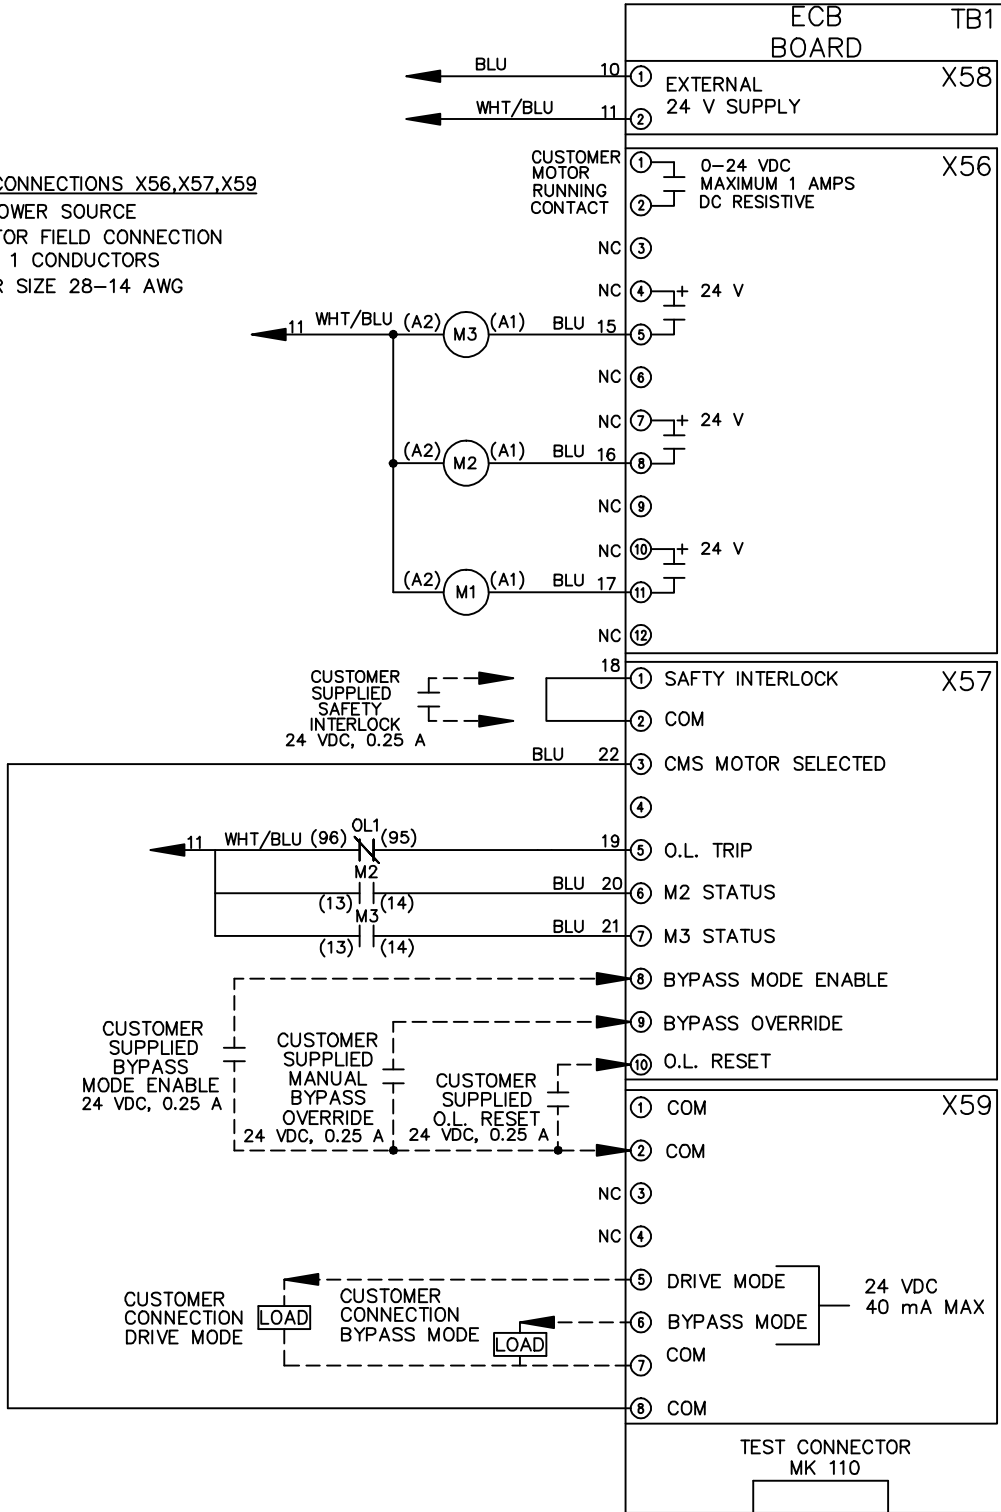 ECB TB1
BOARD
BLU 10 1 EXTERNAL X58
24 V SUPPLY
WHT/BLU 11 2
CONNECTIONS X56,X57,X59
OWER SOURCE
TOR FIELD CONNECTION
1 CONDUCTORS
R SIZE 28–14 AWG
CUSTOMER
MOTOR
RUNNING
CONTACT
1 0–24 VDC X56
MAXIMUM 1 AMPS
2 DC RESISTIVE
NC 3
NC 4 + 24 V
11 WHT/BLU (A2) M3 (A1) BLU 15 5
NC 6
NC 7 + 24 V
(A2) M2 (A1) BLU 16 8
NC 9
NC 10 + 24 V
(A2) M1 (A1) BLU 17 11
NC 12
CUSTOMER
SUPPLIED
SAFETY
INTERLOCK
24 VDC, 0.25 A
18 1 SAFTY INTERLOCK X57
2 COM
BLU 22 3 CMS MOTOR SELECTED
4
11 WHT/BLU (96) OL1 (95) 19 5 O.L. TRIP
M2
(13) (14) BLU 20 6 M2 STATUS
M3
(13) (14) BLU 21 7 M3 STATUS
8 BYPASS MODE ENABLE
9 BYPASS OVERRIDE
10 O.L. RESET
CUSTOMER
SUPPLIED
BYPASS
MODE ENABLE
24 VDC, 0.25 A
CUSTOMER
SUPPLIED
MANUAL
BYPASS
OVERRIDE
24 VDC, 0.25 A
CUSTOMER
SUPPLIED
O.L. RESET
24 VDC, 0.25 A
1 COM X59
2 COM
NC 3
NC 4
5 DRIVE MODE
6 BYPASS MODE
24 VDC
40 mA MAX
7 COM
8 COM
CUSTOMER
CONNECTION
DRIVE MODE
LOAD
CUSTOMER
CONNECTION
BYPASS MODE
LOAD
TEST CONNECTOR
MK 110